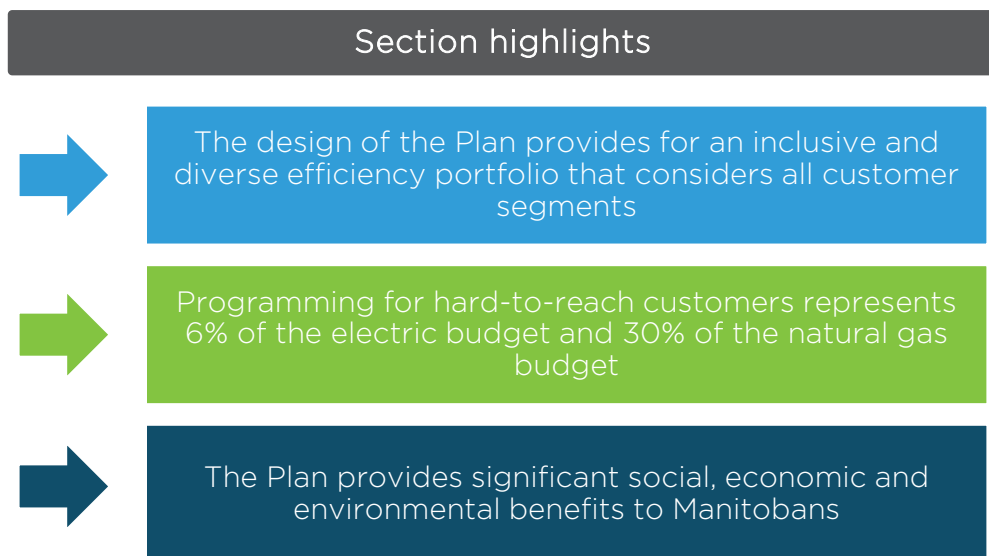 Section highlights
The design of the Plan provides for an inclusive and
diverse efficiency portfolio that considers all customer
segments
Programming for hard-to-reach customers represents
6% of the electric budget and 30% of the natural gas
budget
The Plan provides significant social, economic and
environmental benefits to Manitobans